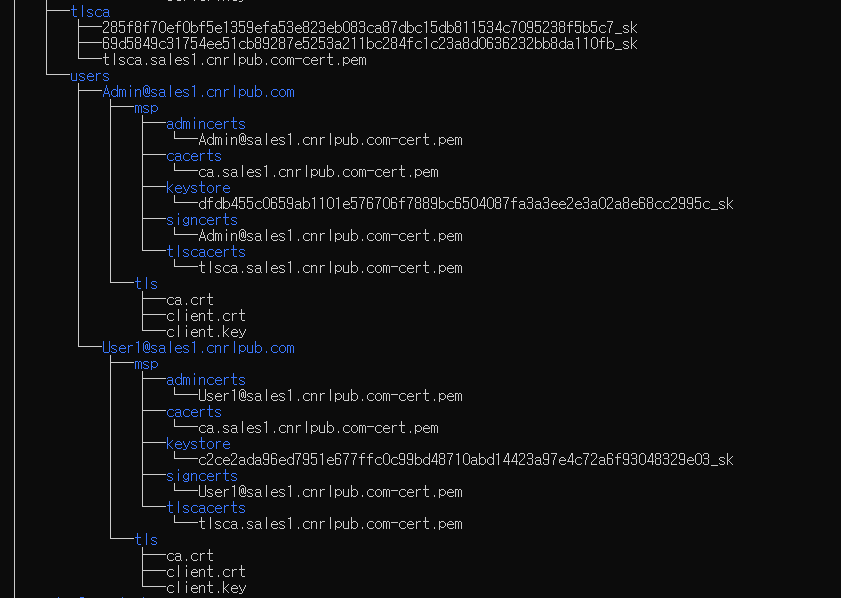 tlsca
285f8f70ef0bf5e1359efa53e823eb083ca87dbc15db811534c7095238f5b5c7_sk
69d5849c31754ee51cb89287e5253a211bc284fc1c23a8d0636232bb8da110fb_sk
tlsca.sales1.cnrlpub.com-cert.pem
users
Admin@sales1.cnrlpub.com
msp
admincerts
Admin@sales1.cnrlpub.com-cert.pem
cacerts
ca.sales1.cnrlpub.com-cert.pem
keystore
dfdb455c0659ab1101e576706f7889bc6504087fa3a3ee2e3a02a8e68cc2995c_sk
signcerts
Admin@sales1.cnrlpub.com-cert.pem
tlscacerts
tlsca.sales1.cnrlpub.com-cert.pem
tls
ca.crt
client.crt
client.key
User1@sales1.cnrlpub.com
msp
admincerts
User1@sales1.cnrlpub.com-cert.pem
cacerts
ca.sales1.cnrlpub.com-cert.pem
keystore
c2ce2ada96ed7951e677ffc0c99bd48710abd14423a97e4c72a6f93048329e03_sk
signcerts
User1@sales1.cnrlpub.com-cert.pem
tlscacerts
tlsca.sales1.cnrlpub.com-cert.pem
tls
ca.crt
client.crt
client.key